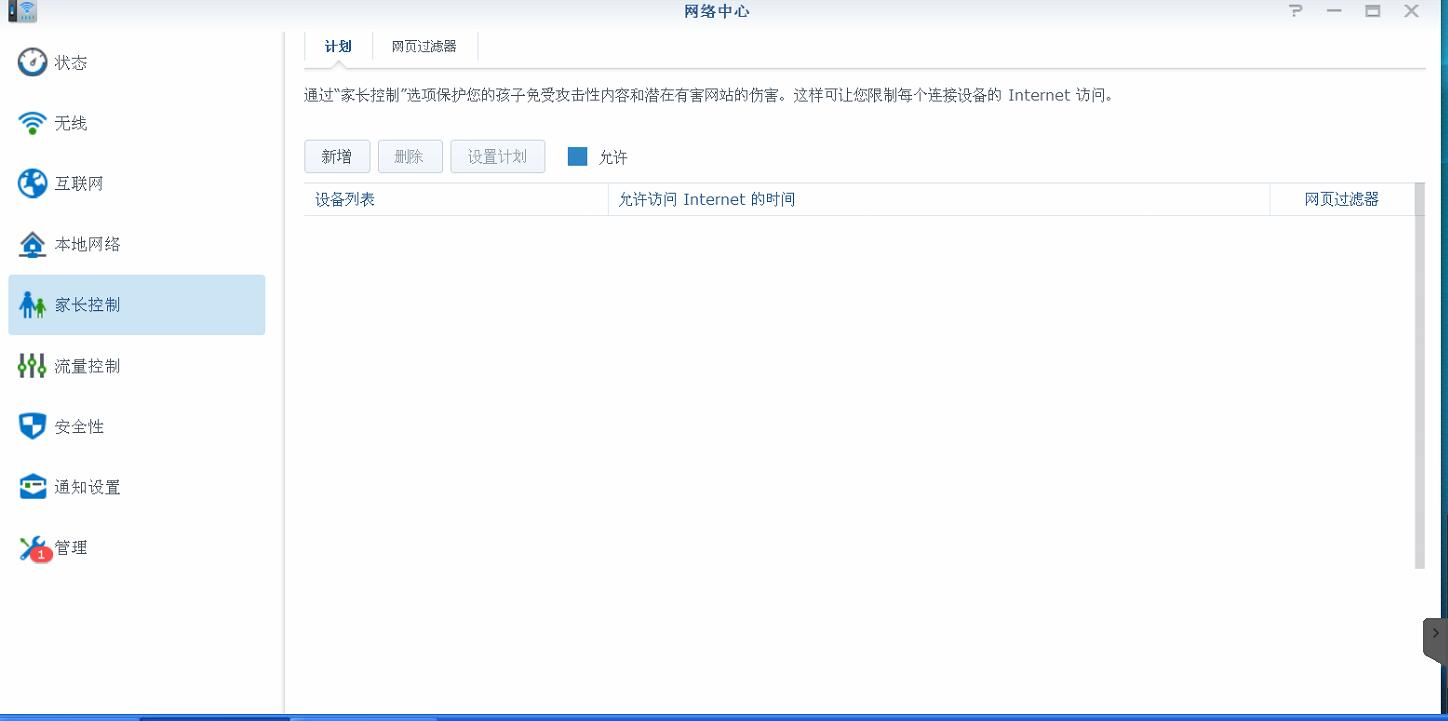 网络中心
状态
无线
互联网
本地网络
家长控制
流量控制
安全性
通知设置
1 管理
计划 网页过滤器
通过“家长控制”选项保护您的孩子免受攻击性内容和潜在有害网站的伤害。这样可让您限制每个连接设备的 Internet 访问。
新增 删除 设置计划 允许
设备列表 允许访问 Internet 的时间 网页过滤器